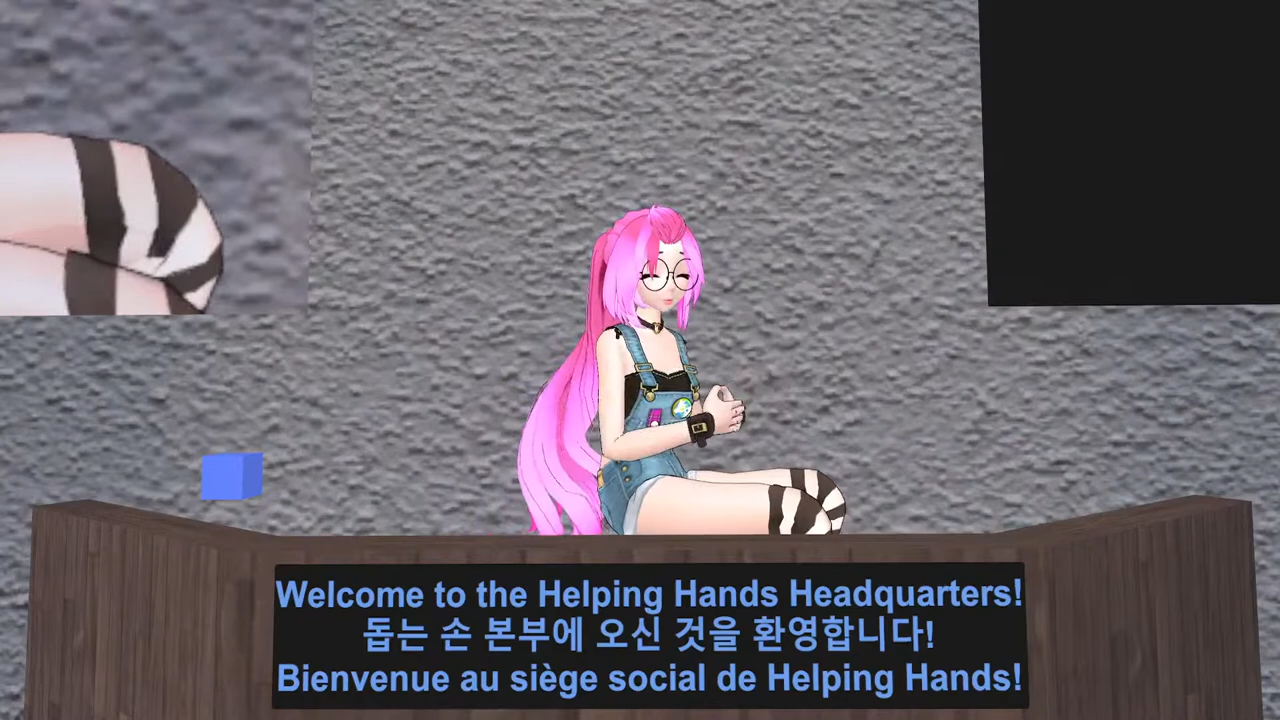 Welcome to the Helping Hands Headquarters!
돕는 손 본부에 오신 것을 환영합니다!
Bienvenue au siège social de Helping Hands!